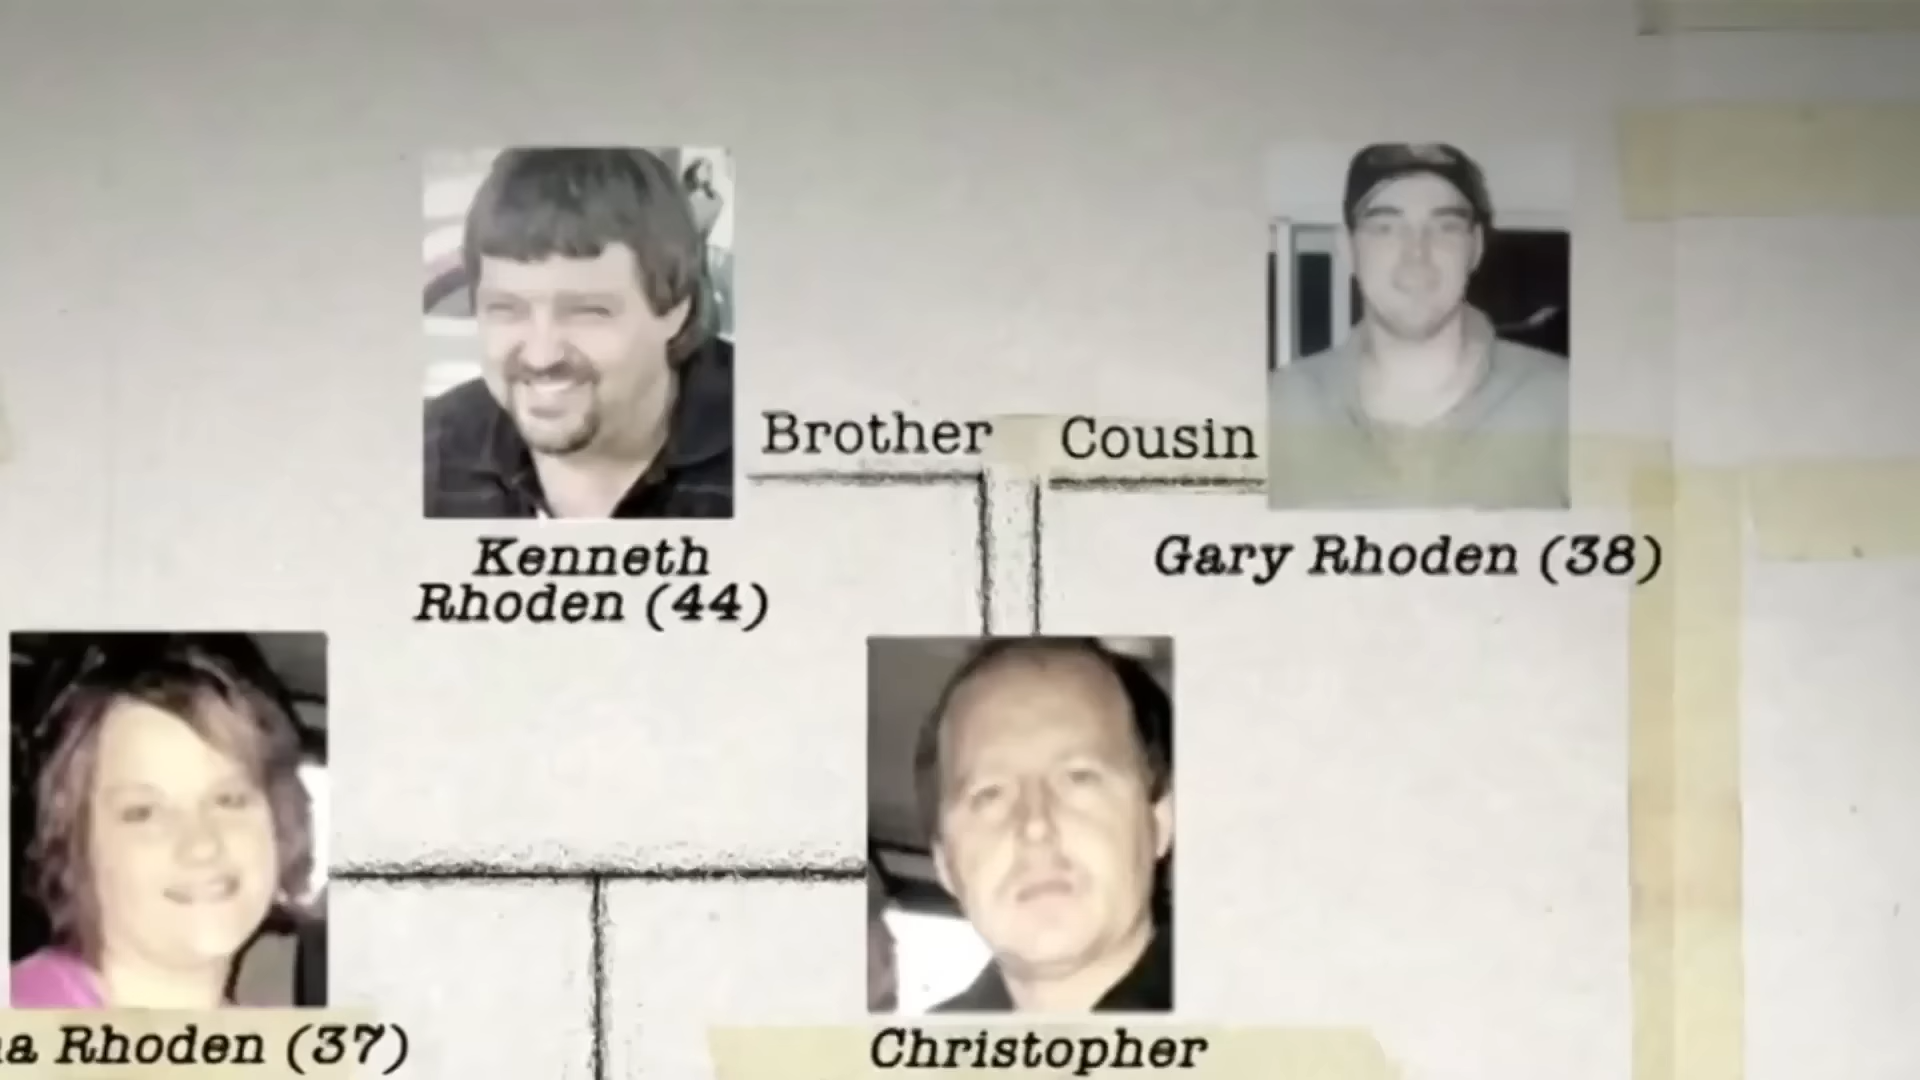 Brother
Cousin
Kenneth
Rhoden (44)
Gary Rhoden (38)
a Rhoden (37)
Christopher